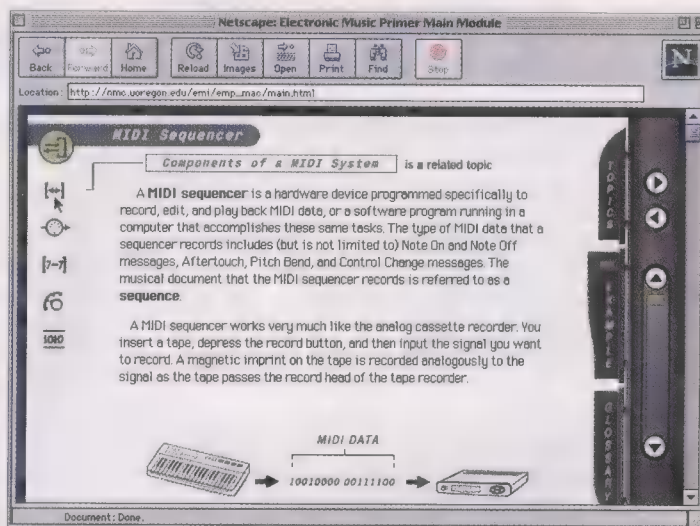 Netscape: Electronic Music Primer Main Module
Back Forward Home Reload Images Open Print Find Stop
N
Location: http://nmc.uoregon.edu/emi/emp_mac/main.html
MIDI Sequencer
Components of a MIDI System is a related topic
A MIDI sequencer is a hardware device programmed specifically to
record, edit, and play back MIDI data, or a software program running in a
computer that accomplishes these same tasks. The type of MIDI data that a
sequencer records includes (but is not limited to) Note On and Note Off
messages, Aftertouch, Pitch Bend, and Control Change messages. The
musical document that the MIDI sequencer records is referred to as a
sequence.
A MIDI sequencer works very much like the analog cassette recorder. You
insert a tape, depress the record button, and then input the signal you want
to record. A magnetic imprint on the tape is recorded analogously to the
signal as the tape passes the record head of the tape recorder.
MIDI DATA
10010000 00111100
TOPICS
EXAMPLE
GLOSSARY
Document: Done.